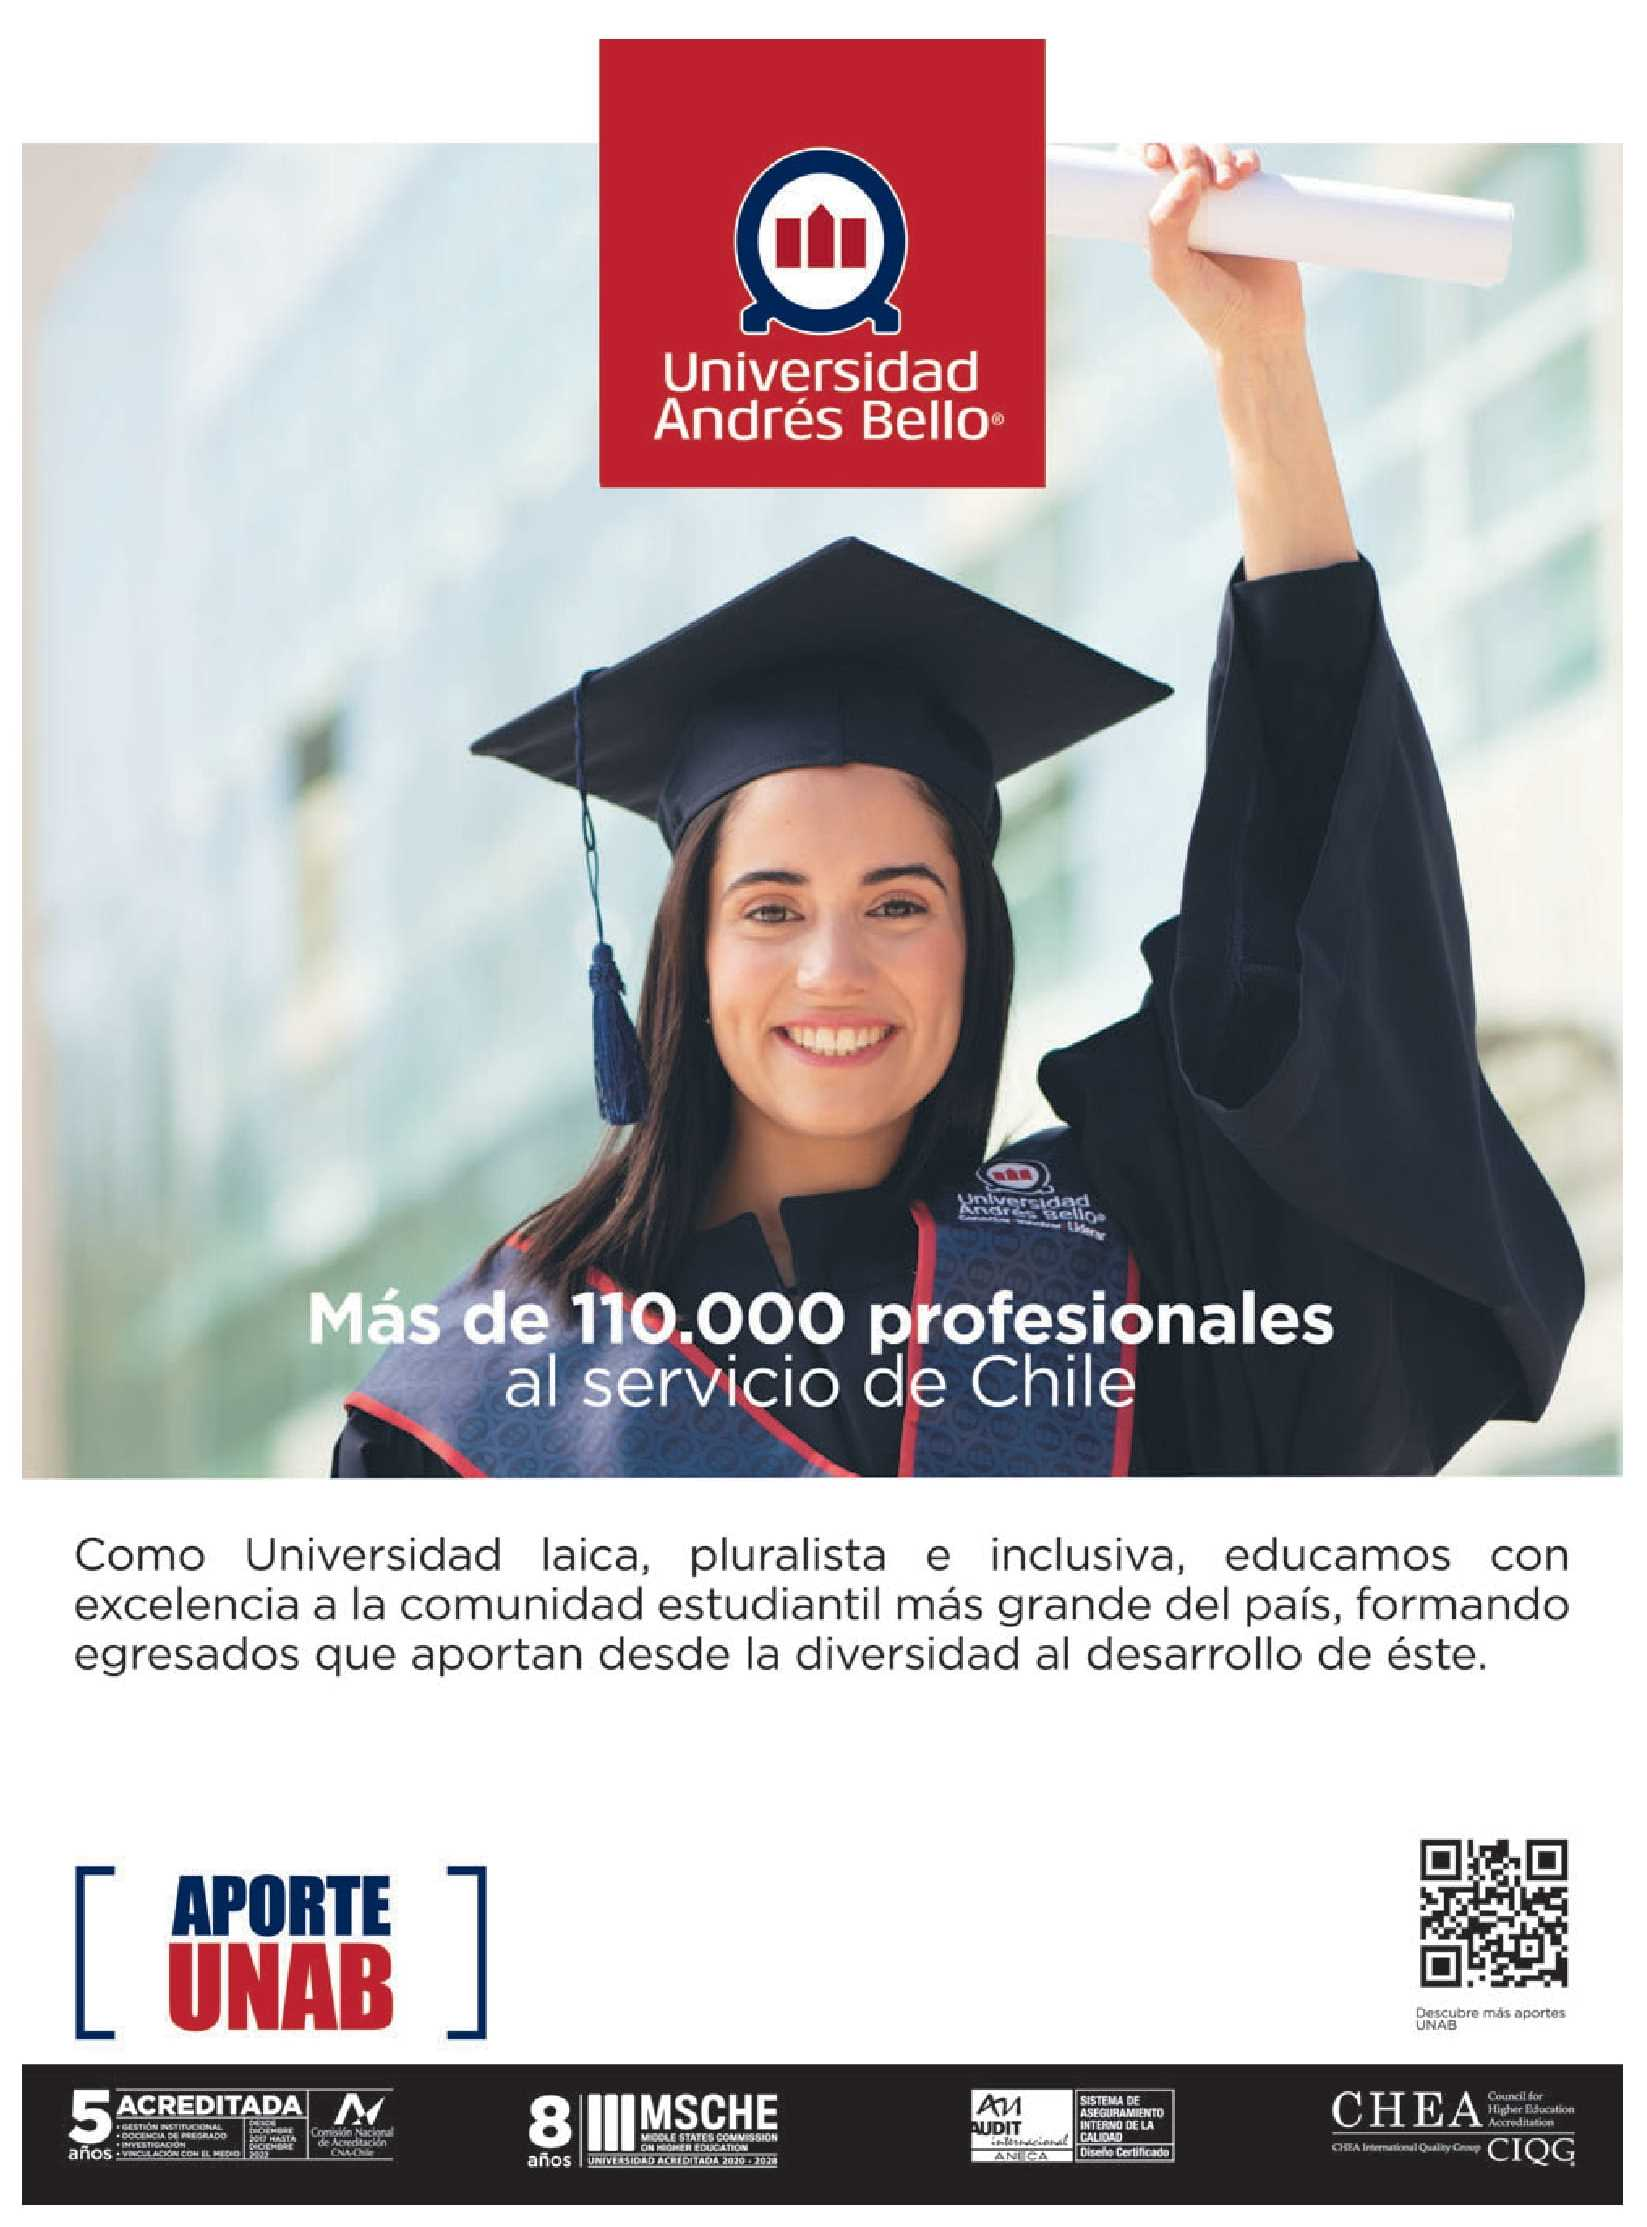 Universidad
Andrés Bello®
Universidad
Andrés Bello®
Más de 110.000 profesionales
al servicio de Chile
Como Universidad laica, pluralista e inclusiva, educamos con
excelencia a la comunidad estudiantil más grande del país, formando
egresados que aportan desde la diversidad al desarrollo de éste.
APORTE
UNAB
Descubre más aportes
UNAB
5
años
ACREDITADA
• GESTIÓN INSTITUCIONAL
• DOCENCIA DE PREGRADO
• INVESTIGACIÓN
• VINCULACIÓN CON EL MEDIO
DESDE
DICIEMBRE
2017 HASTA
DICIEMBRE
2022
Comisión Nacional
de Acreditación
CNA-Chile
8
años
MSCHE
MIDDLE STATES COMMISSION
ON HIGHER EDUCATION
UNIVERSIDAD ACREDITADA 2020 - 2028
AUDIT
internacional
ANECA
SISTEMA DE
ASEGURAMIENTO
INTERNO DE LA
CALIDAD
Diseño Certificado
CHEA
Council for
Higher Education
Accreditation
CHEA International Quality Group
CIQG